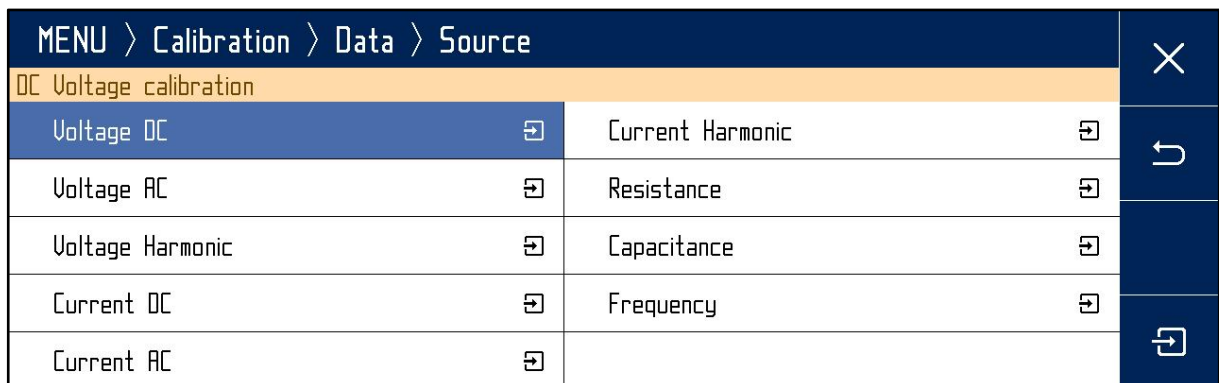 MENU 〉 Calibration 〉 Data 〉 Source
DC Voltage calibration
Voltage DC
Voltage AC
Voltage Harmonic
Current DC
Current AC
Current Harmonic
Resistance
Capacitance
Frequency